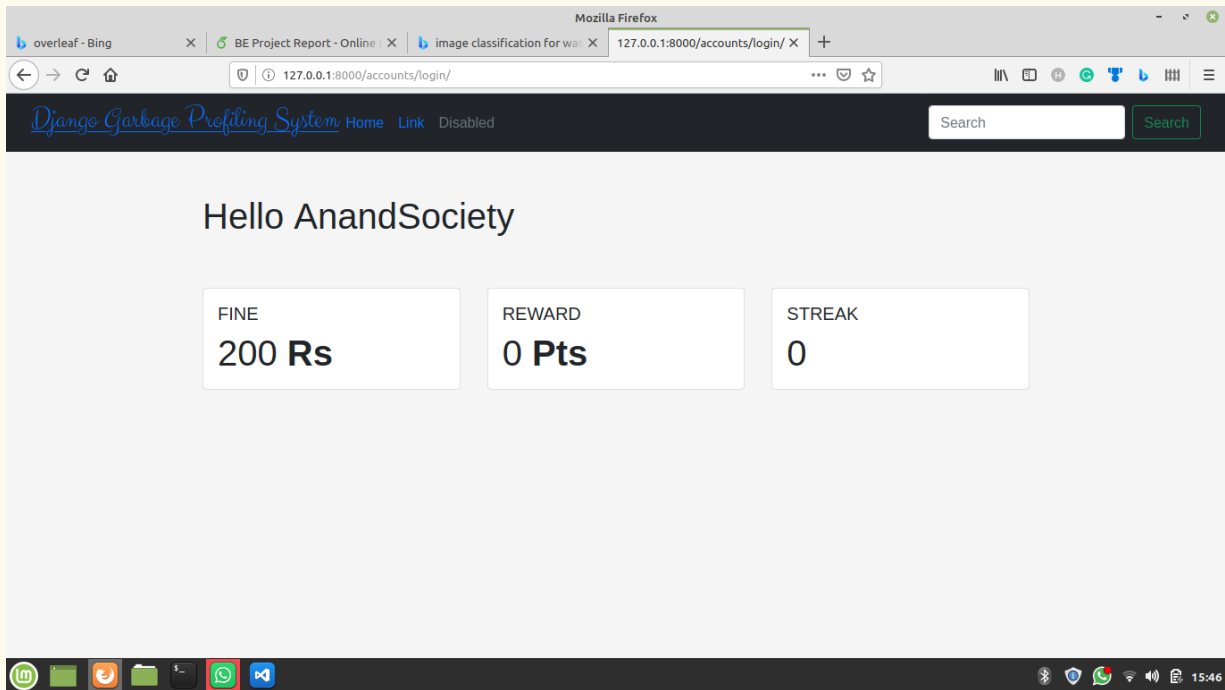 Mozilla Firefox
overleaf - Bing
BE Project Report - Online
image classification for was
127.0.0.1:8000/accounts/login/
127.0.0.1:8000/accounts/login/
Django Garbage Profiling System Home Link Disabled
Search
Search
Hello AnandSociety
FINE
200 Rs
REWARD
0 Pts
STREAK
0
15:46